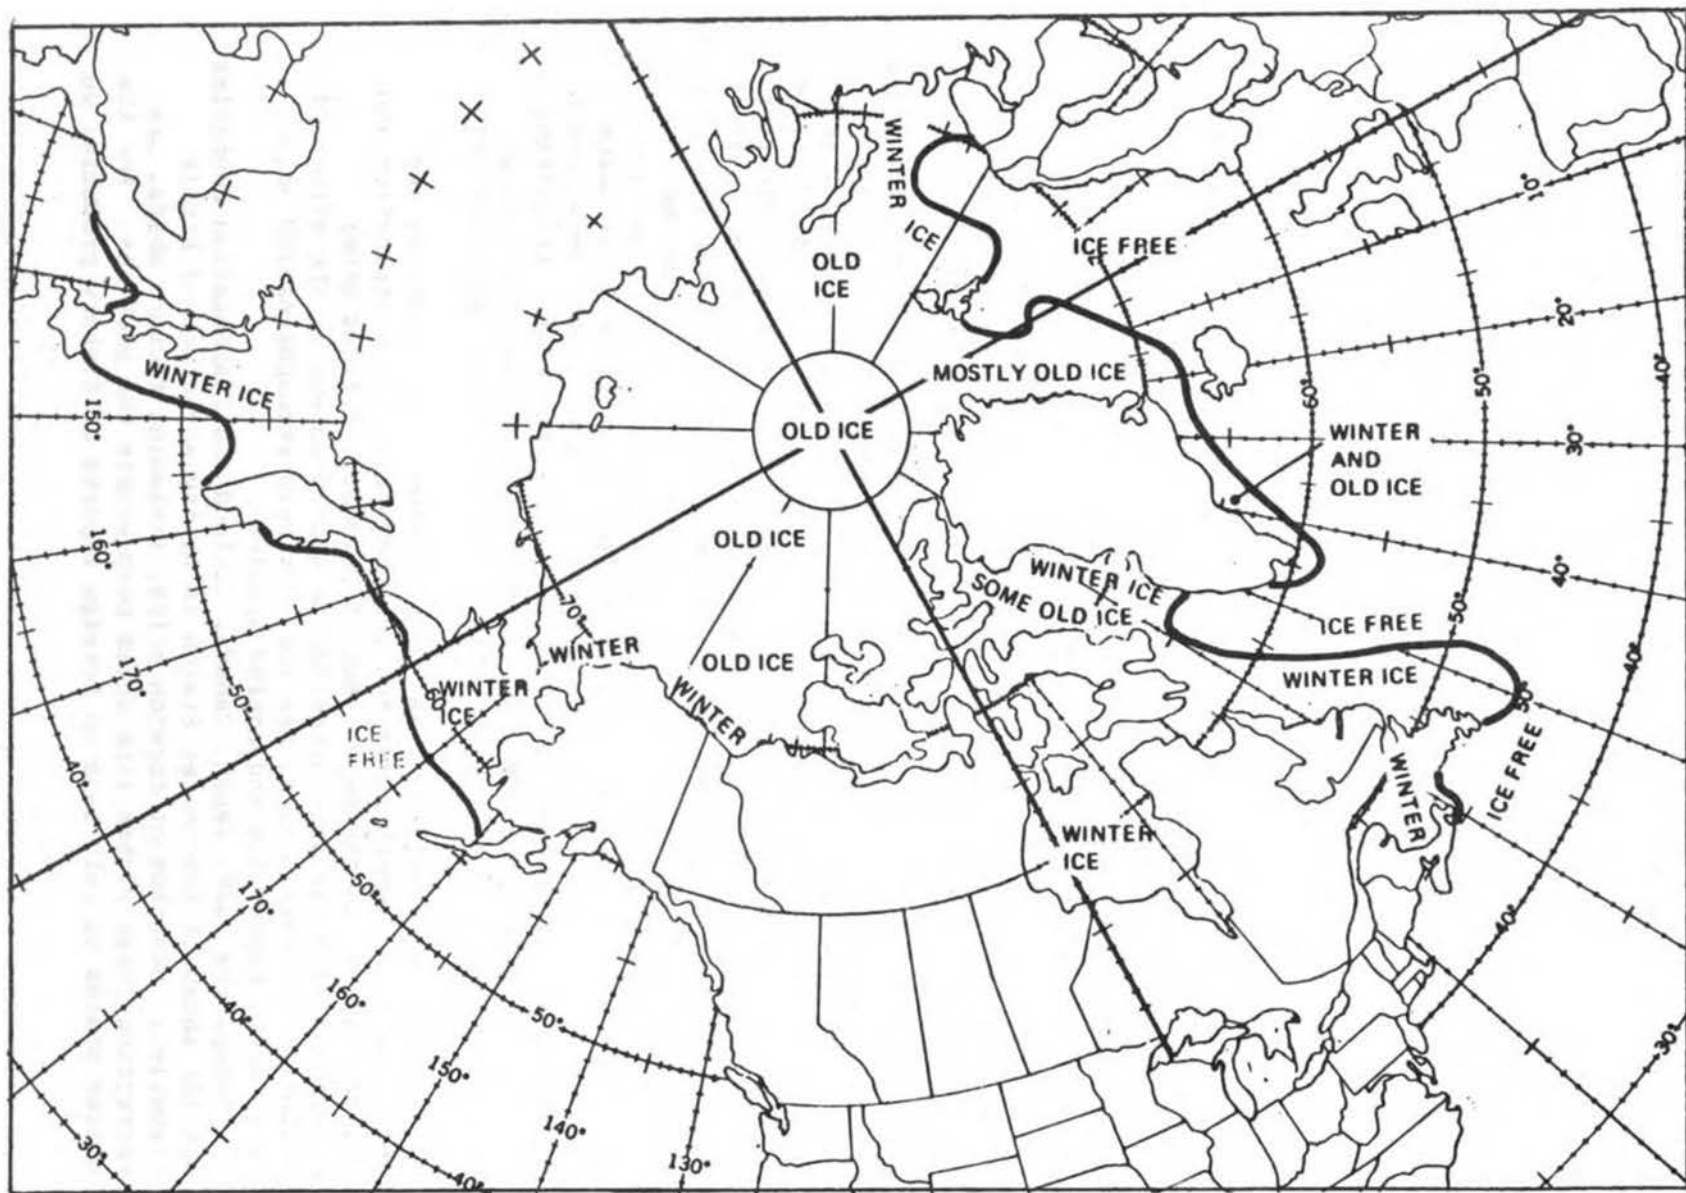 WINTER
ICE
10°
ICE FREE
OLD
ICE
20°
MOSTLY OLD ICE
WINTER ICE
60°
50°
40°
150°
OLD ICE
WINTER
AND
OLD ICE
30°
160°
OLD ICE
WINTER ICE
SOME OLD ICE
40°
70°
50°
ICE FREE
WINTER
OLD ICE
40°
170°
WINTER
ICE
WINTER
WINTER ICE
50°
50°
ICE
FREE
ICE FREE
40°
WINTER
WINTER
ICE
50°
170°
40°
160°
40°
50°
30°
150°
140°
30°
130°
40°